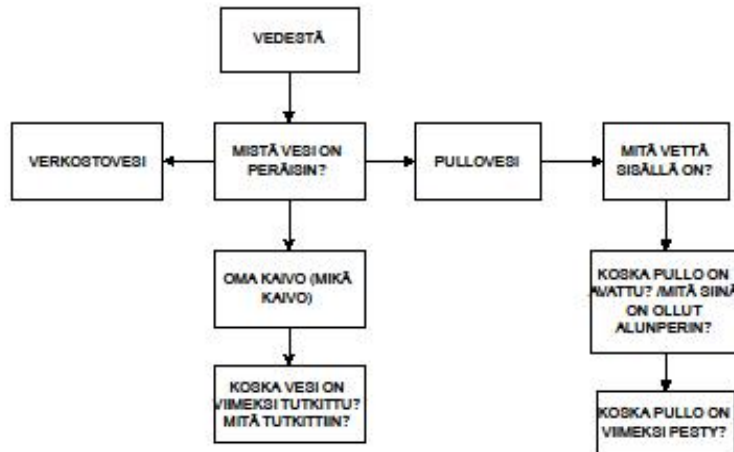 VEDESTÄ
VERKOSTOVESI
MISTÄ VESI ON
PERÄISIN?
PULLOVESI
MITÄ VETTÄ
SISÄLLÄ ON?
OMA KAIVO (MIKÄ
KAIVO)
KOSKA PULLO ON
AVATTU? /MITÄ SIINÄ
ON OLLUT
ALUNPERIN?
KOSKA VESI ON
VIIMEKSI TUTKITTU?
MITÄ TUTKITTIIN?
KOSKA PULLO ON
VIIMEKSI PESTY?